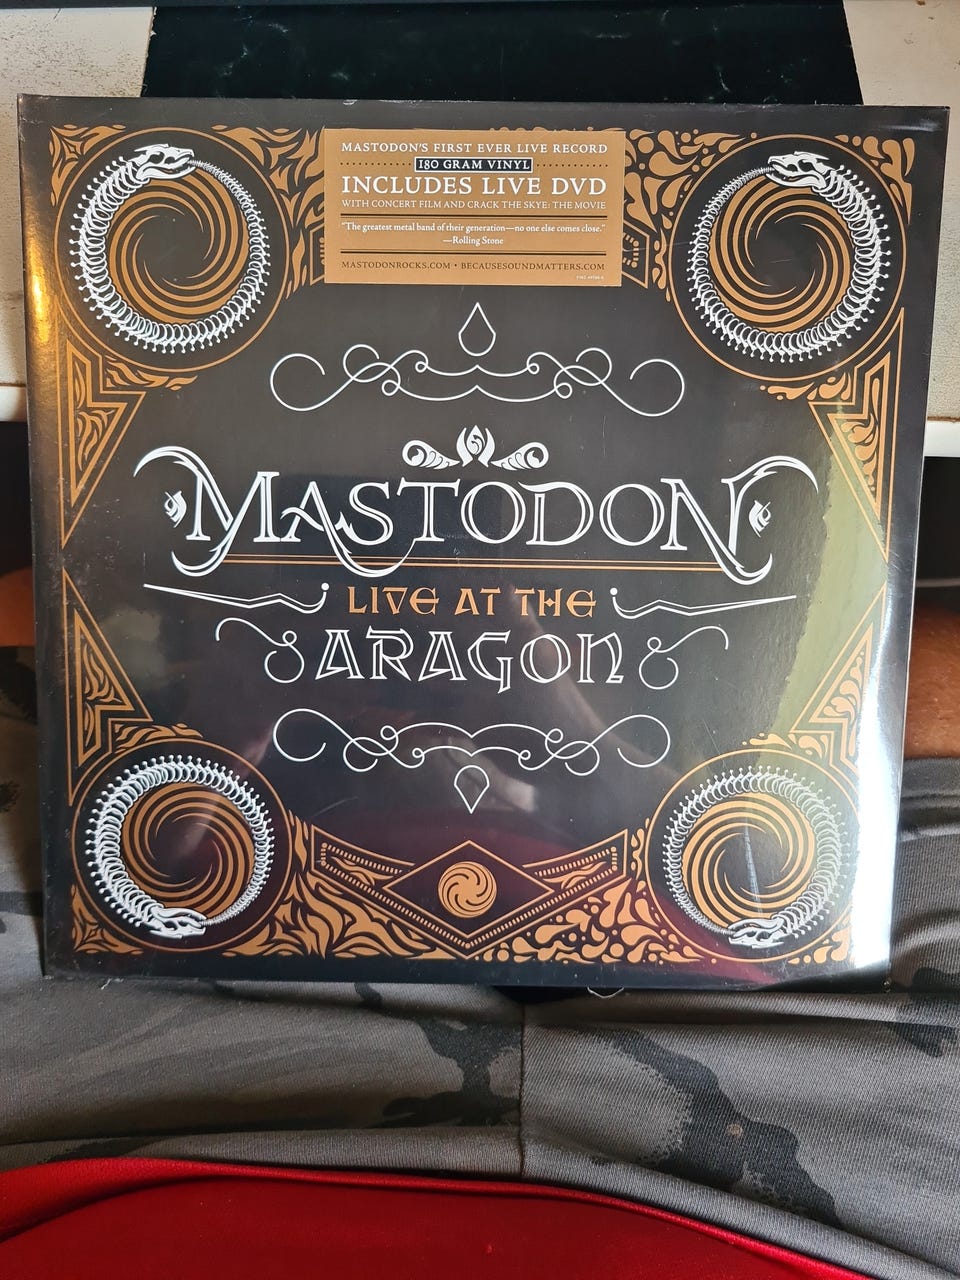 MASTODON'S FIRST EVER LIVE RECORD
180 GRAM VINYL
INCLUDES LIVE DVD
WITH CONCERT FILM AND CRACK THE SKYE: THE MOVIE
"The greatest metal band of their generation—no one else comes close."
—Rolling Stone
MASTODONROCKS.COM • BECAUSESOUNDMATTERS.COM
MASTODON
LIVE AT THE
ARAGON